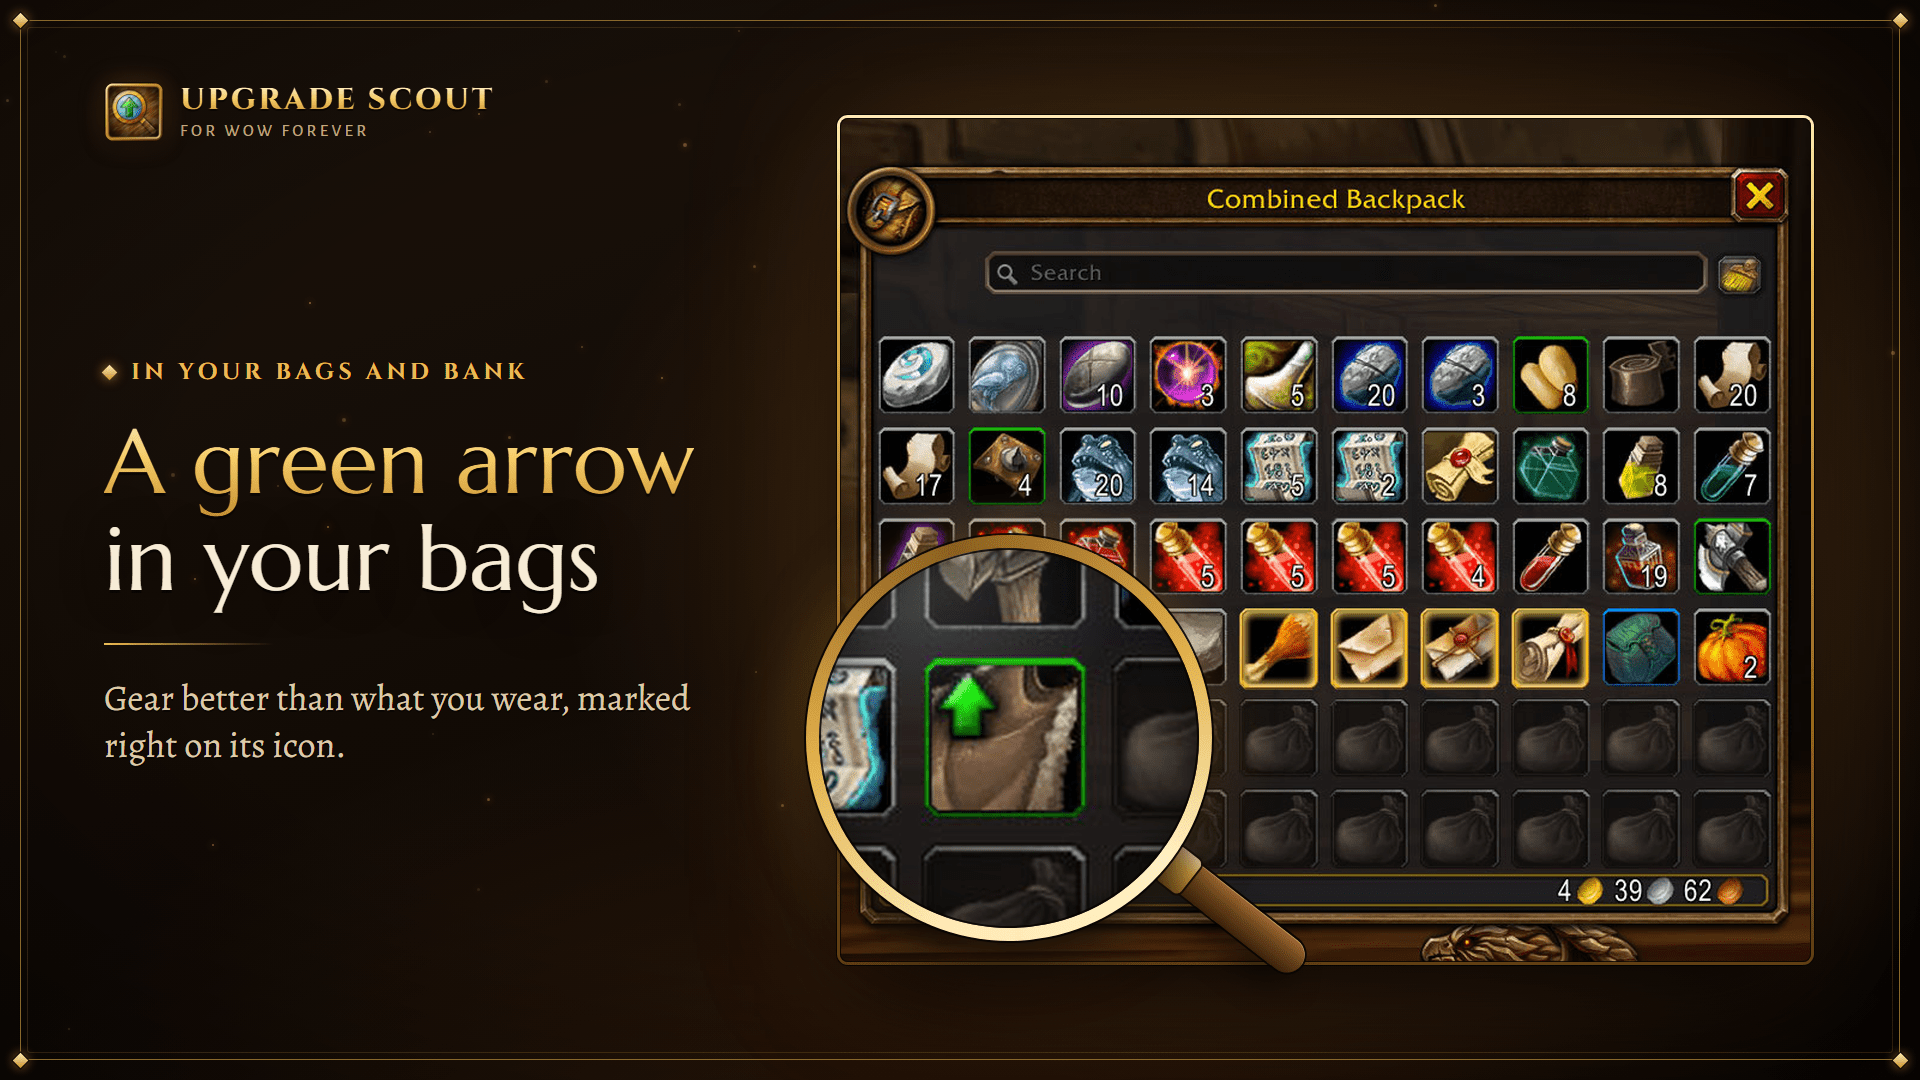 UPGRADE SCOUT
FOR WOW FOREVER
IN YOUR BAGS AND BANK
A green arrow
in your bags
Gear better than what you wear, marked
right on its icon.
Combined Backpack
Search
10 3 5 20 3 8 20
17 4 20 14 5 2 8 7
5 5 5 4 19
2
4 39 62